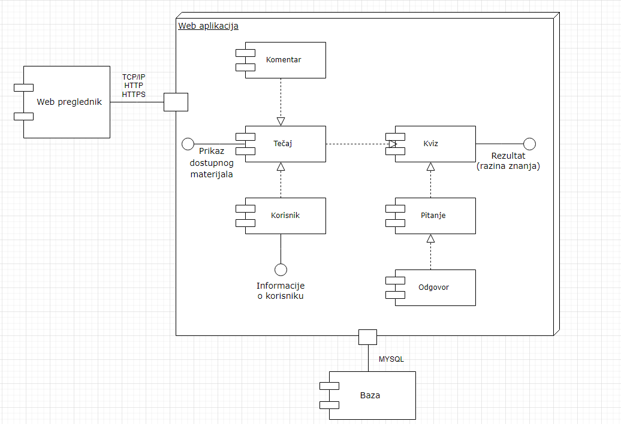 Web aplikacija
Komentar
TCP/IP
HTTP
HTTPS
Web preglednik
Tečaj
Kviz
Prikaz
dostupnog
materijala
Rezultat
(razina znanja)
Korisnik
Pitanje
Informacije
o korisniku
Odgovor
MYSQL
Baza